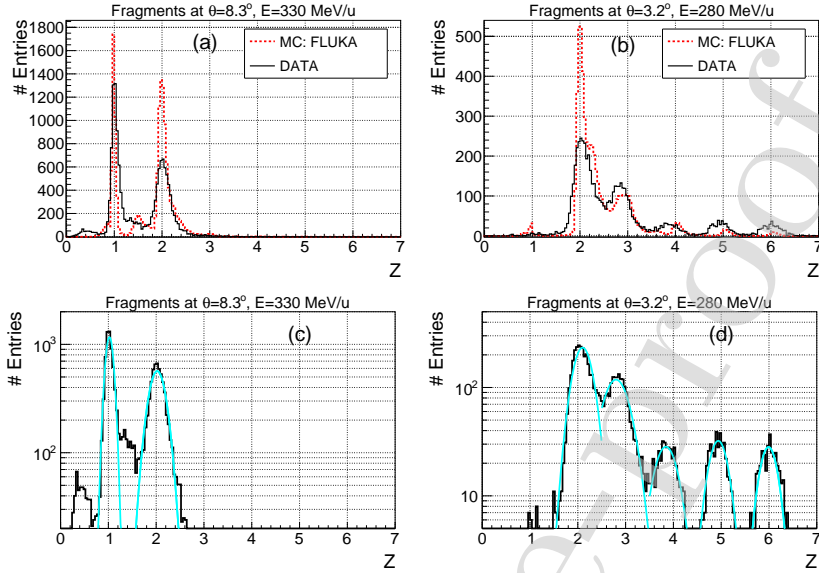 Fragments at θ=8.3°, E=330 MeV/u
# Entries
1800
1600
1400
1200
1000
800
600
400
200
0
0 1 2 3 4 5 6 7
Z
(a)
MC: FLUKA
DATA
Fragments at θ=3.2°, E=280 MeV/u
# Entries
500
400
300
200
100
0
0 1 2 3 4 5 6 7
Z
(b)
MC: FLUKA
DATA
Fragments at θ=8.3°, E=330 MeV/u
# Entries
10³
10²
0 1 2 3 4 5 6 7
Z
(c)
Fragments at θ=3.2°, E=280 MeV/u
# Entries
10²
10
0 1 2 3 4 5 6 7
Z
(d)
e-proof